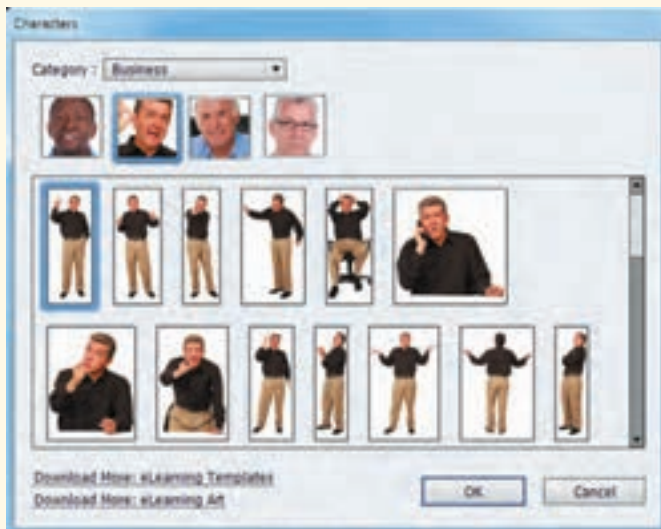 Characters
Category : Business
Download More: eLearning Templates
Download More: eLearning Art
OK Cancel